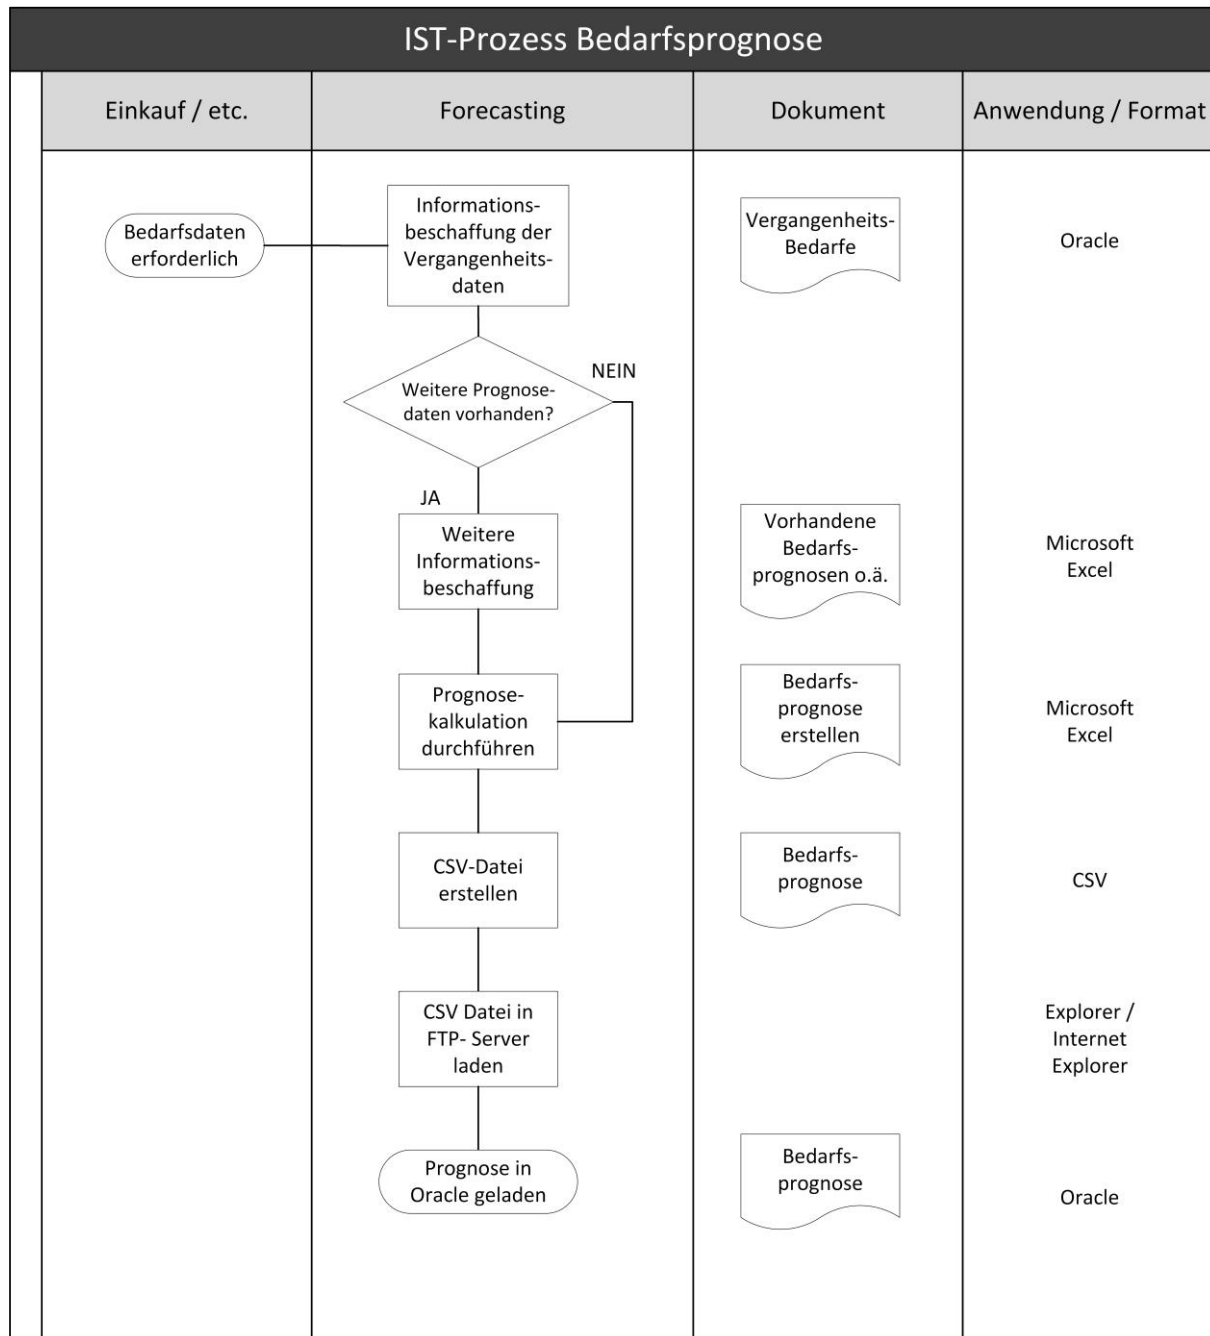 IST-Prozess Bedarfsprognose
Einkauf / etc.
Forecasting
Dokument
Anwendung / Format
Bedarfsdaten
erforderlich
Informations-
beschaffung der
Vergangenheits-
daten
Vergangenheits-
Bedarfe
Oracle
Weitere Prognose-
daten vorhanden?
NEIN
JA
Weitere
Informations-
beschaffung
Vorhandene
Bedarfs-
prognosen o.ä.
Microsoft
Excel
Prognose-
kalkulation
durchführen
Bedarfs-
prognose
erstellen
Microsoft
Excel
CSV-Datei
erstellen
Bedarfs-
prognose
CSV
CSV Datei in
FTP- Server
laden
Explorer /
Internet
Explorer
Prognose in
Oracle geladen
Bedarfs-
prognose
Oracle